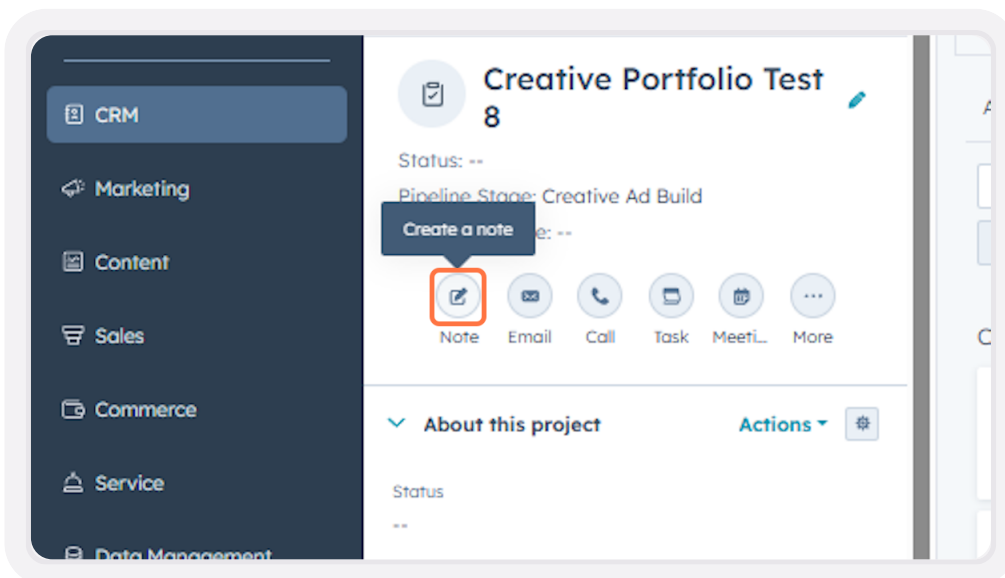 CRM
Marketing
Content
Sales
Commerce
Service
Data Management
Creative Portfolio Test
8
Status: --
Pipeline Stage: Creative Ad Build
Create a note
e: --
Note Email Call Task Meeti... More
About this project Actions
Status
--